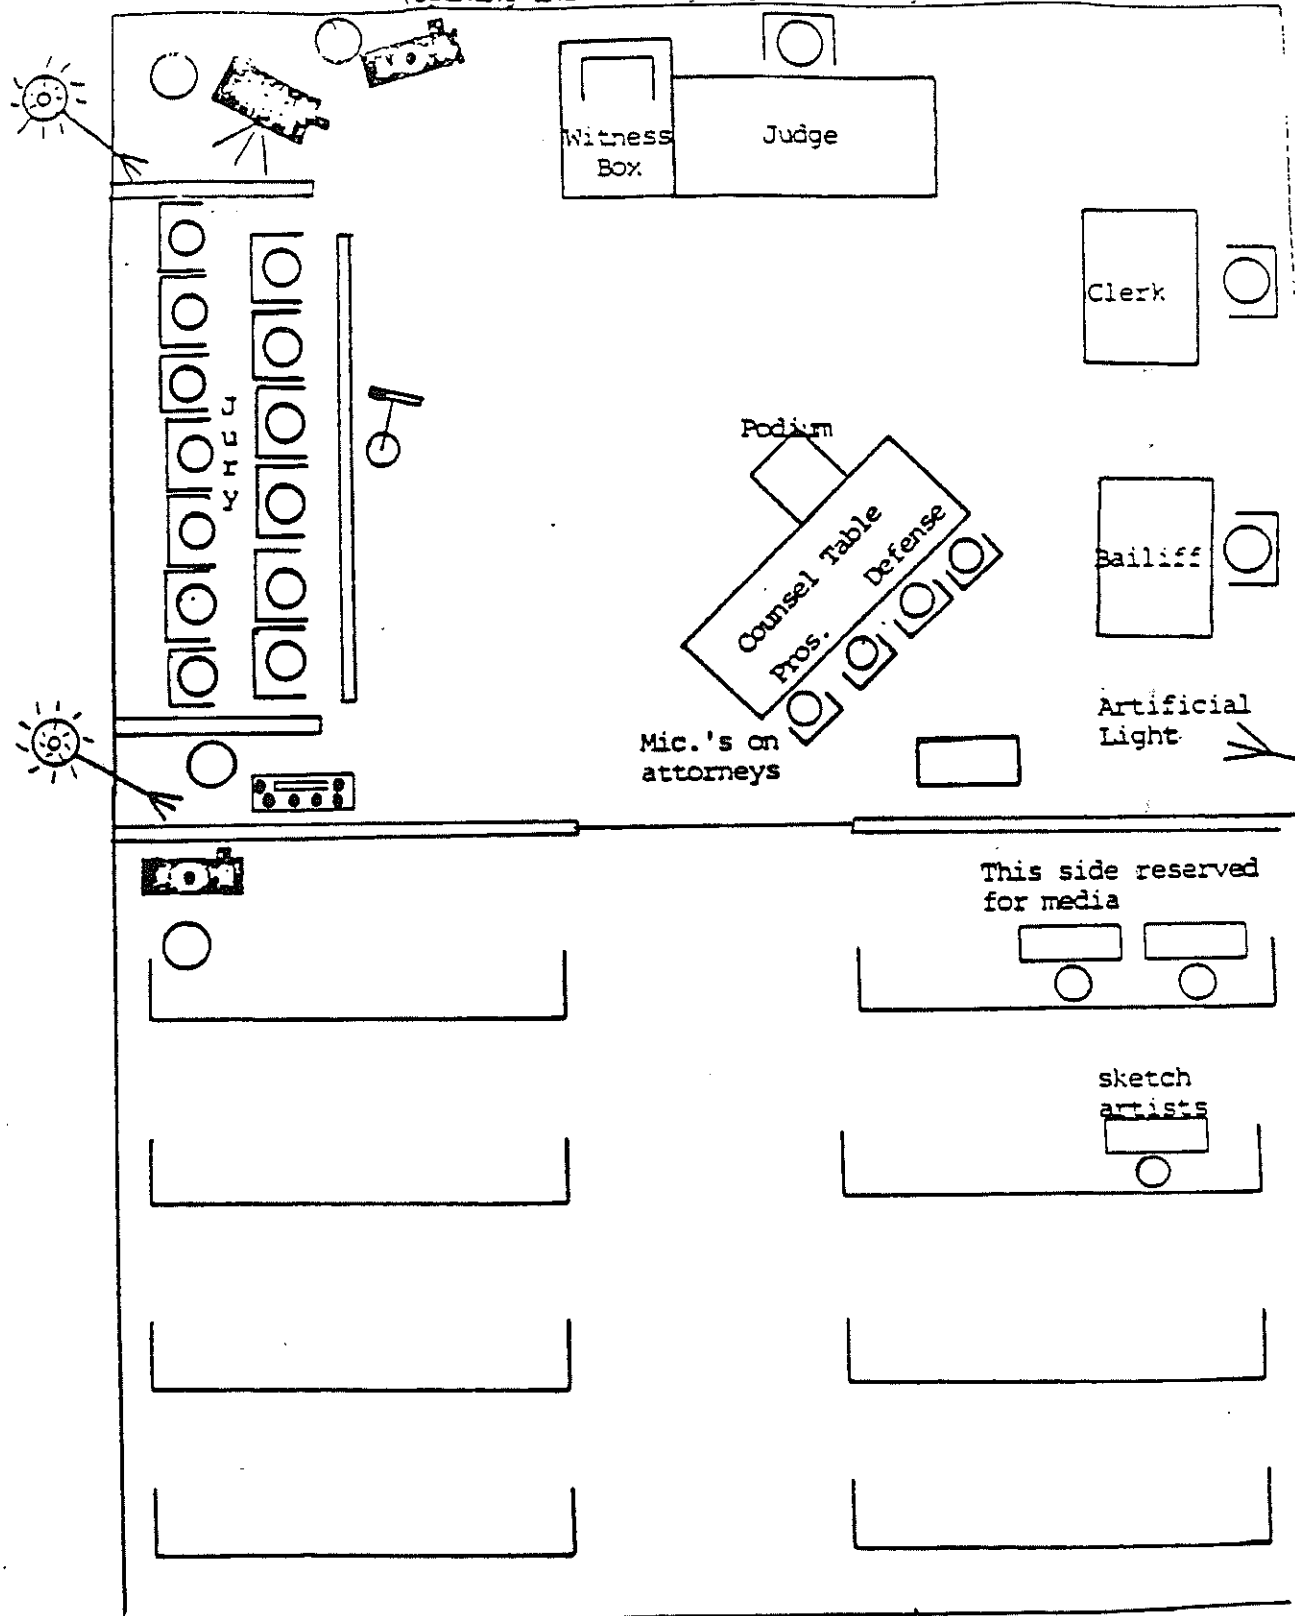 Witness
Box
Judge
Clerk
Jury
Podium
Counsel Table
Pros. Defense
Bailiff
Artificial
Light
Mic.'s on
attorneys
This side reserved
for media
sketch
artists